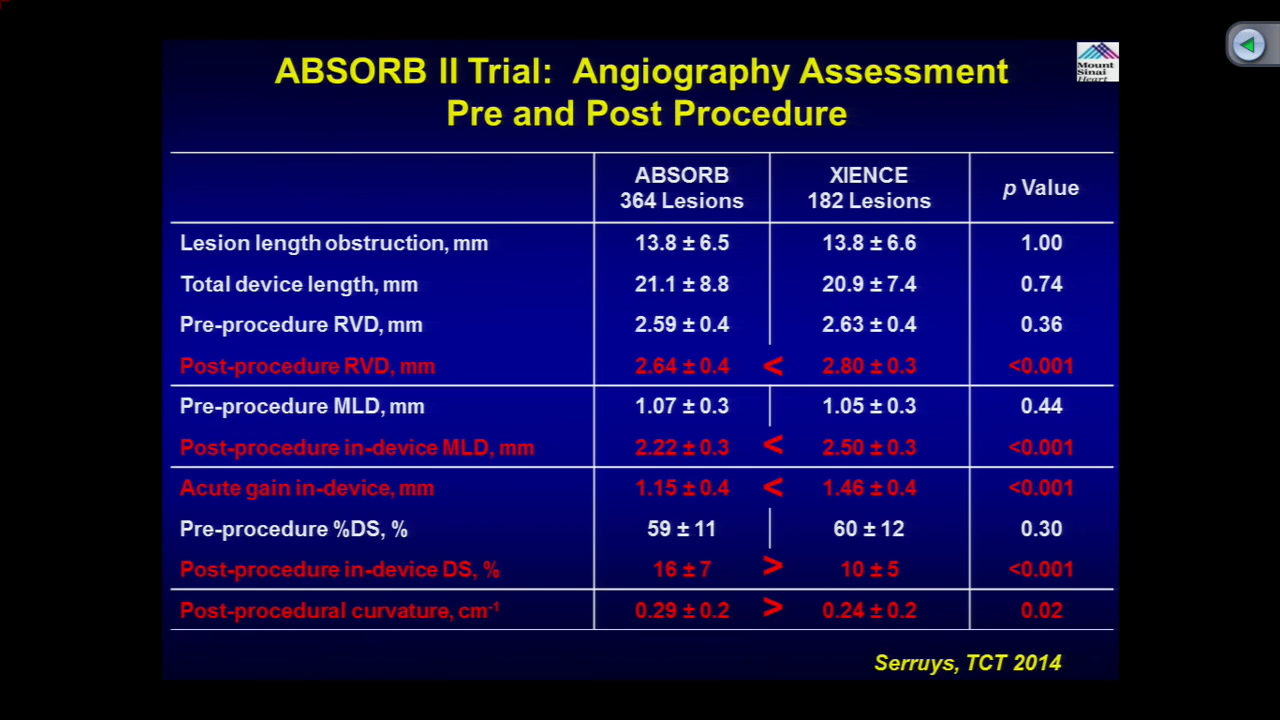 ABSORB II Trial: Angiography Assessment
Pre and Post Procedure
Mount
Sinai
Heart
ABSORB
364 Lesions
XIENCE
182 Lesions
p Value
Lesion length obstruction, mm 13.8 ± 6.5 13.8 ± 6.6 1.00
Total device length, mm 21.1 ± 8.8 20.9 ± 7.4 0.74
Pre-procedure RVD, mm 2.59 ± 0.4 2.63 ± 0.4 0.36
Post-procedure RVD, mm 2.64 ± 0.4 < 2.80 ± 0.3 <0.001
Pre-procedure MLD, mm 1.07 ± 0.3 1.05 ± 0.3 0.44
Post-procedure in-device MLD, mm 2.22 ± 0.3 < 2.50 ± 0.3 <0.001
Acute gain in-device, mm 1.15 ± 0.4 < 1.46 ± 0.4 <0.001
Pre-procedure %DS, % 59 ± 11 60 ± 12 0.30
Post-procedure in-device DS, % 16 ± 7 > 10 ± 5 <0.001
Post-procedural curvature, cm-1 0.29 ± 0.2 > 0.24 ± 0.2 0.02
Serruys, TCT 2014